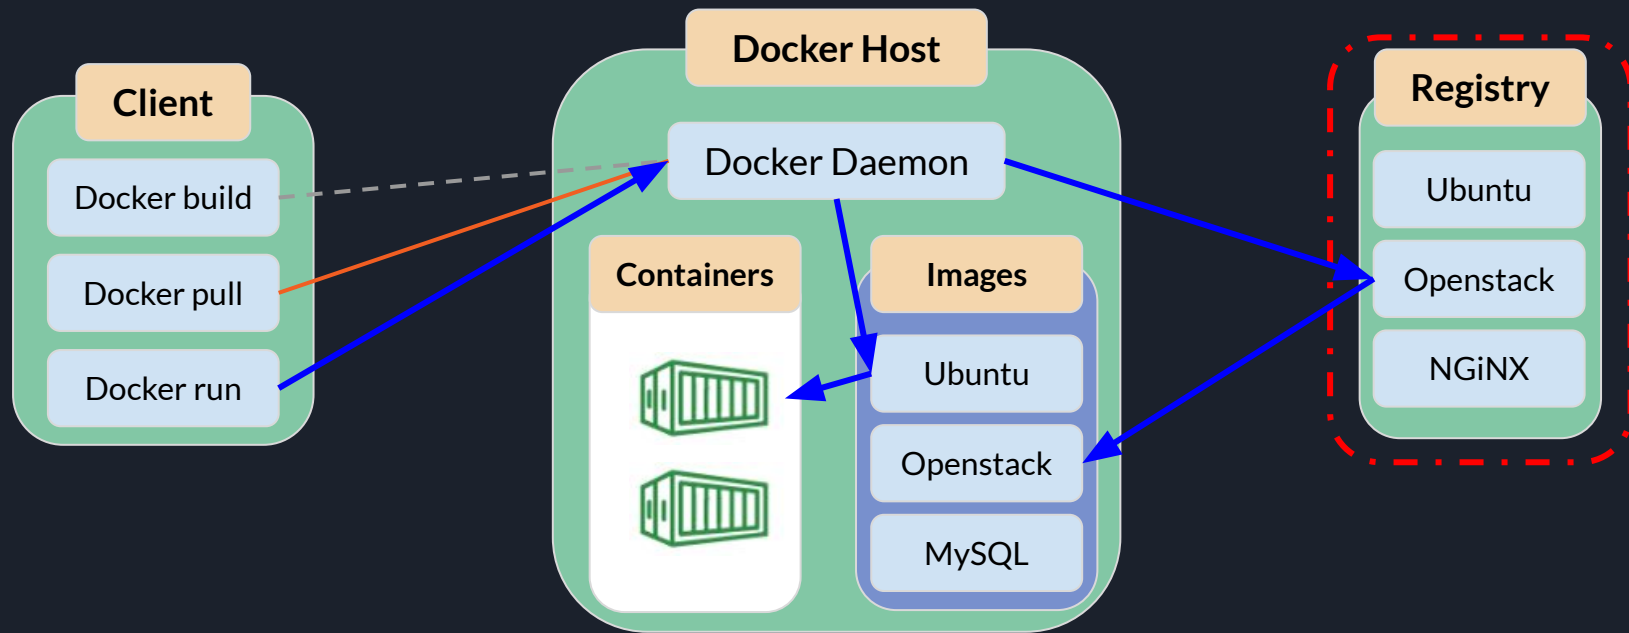 Client
Docker build
Docker pull
Docker run
Docker Host
Docker Daemon
Containers
Images
Ubuntu
Openstack
MySQL
Registry
Ubuntu
Openstack
NGiNX